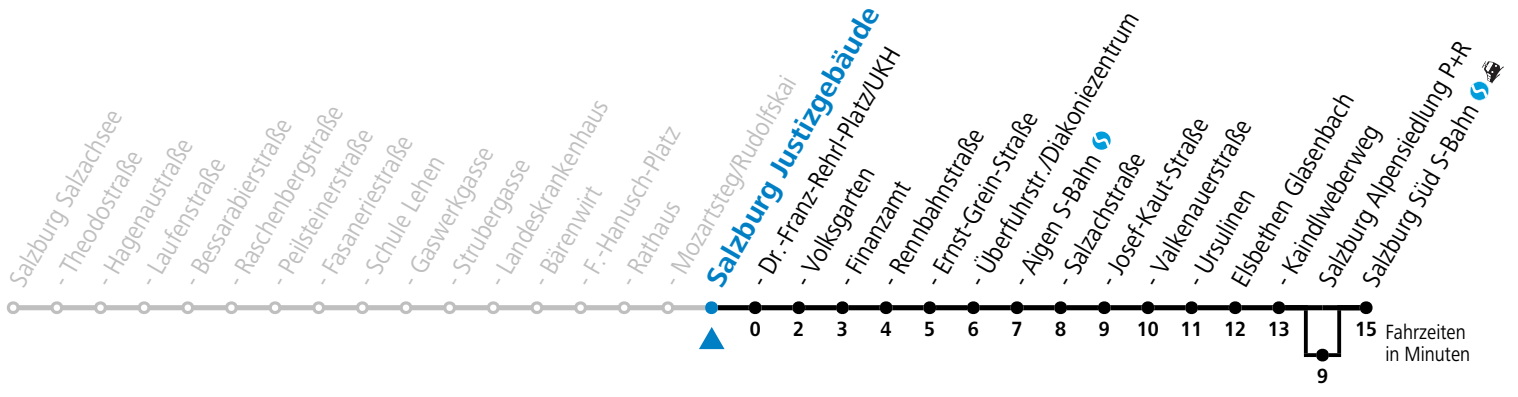 Salzburg Salzachsee
- Theodostraße
- Hagenaustraße
- Laufenstraße
- Bessarabierstraße
- Raschenbergstraße
- Peilsteinerstraße
- Fasaneriestraße
- Schule Lehen
- Gaswerkgasse
- Strubergasse
- Landeskrankenhaus
- Bärenwirt
- F.-Hanusch-Platz
- Rathaus
- Mozartsteg/Rudolfskai
Salzburg Justizgebäude
- Dr.-Franz-Rehrl-Platz/UKH
- Volksgarten
- Finanzamt
- Rennbahnstraße
- Ernst-Grein-Straße
- Überfuhrstr./Diakoniezentrum
- Aigen S-Bahn
- Salzachstraße
- Josef-Kaut-Straße
- Valkenauerstraße
- Ursulinen
Elsbethen Glasenbach
- Kaindlweberweg
Salzburg Alpensiedlung P+R
Salzburg Süd S-Bahn
0 2 3 4 5 6 7 8 9 10 11 12 13 15
Fahrzeiten
in Minuten
9